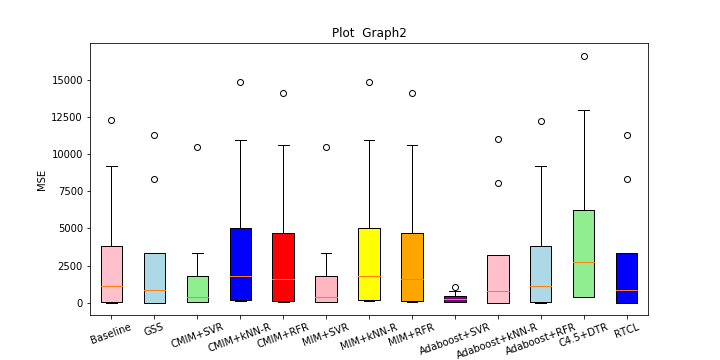 Plot Graph2
MSE
15000
12500
10000
7500
5000
2500
0
Baseline
GSS
CMIM+SVR
CMIM+kNN-R
CMIM+RFR
MIM+SVR
MIM+kNN-R
MIM+RFR
Adaboost+SVR
Adaboost+kNN-R
Adaboost+RFR
C4.5+DTR
RTCL